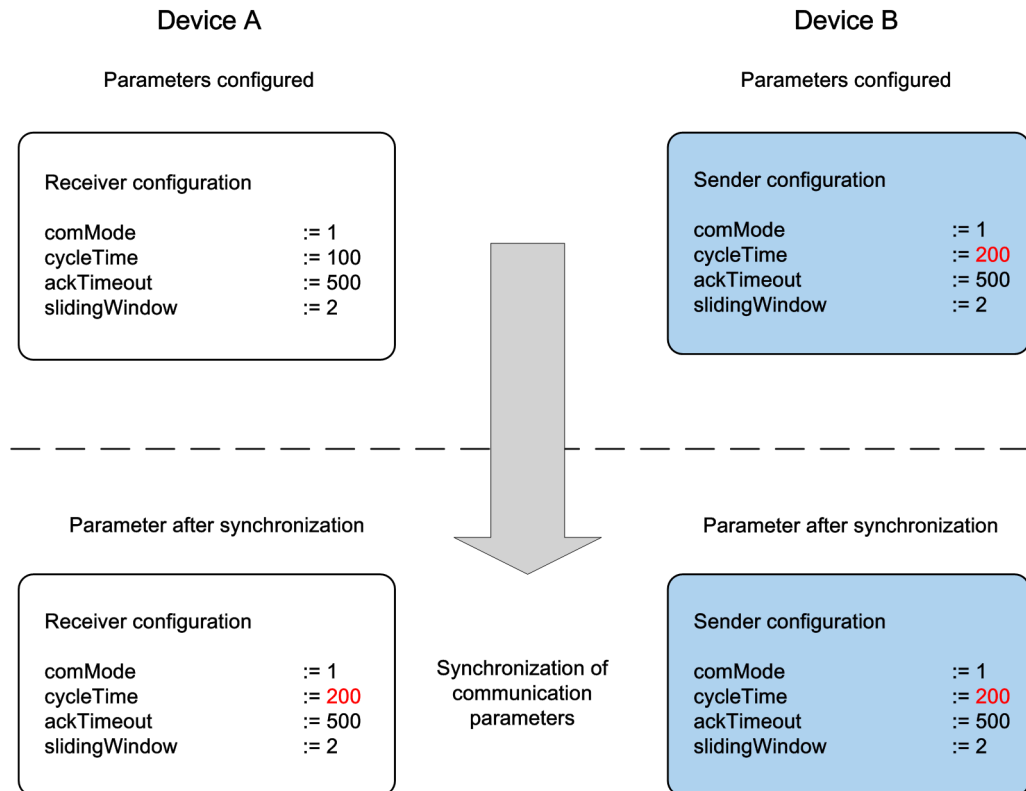 Device A
Device B
Parameters configured
Parameters configured
Receiver configuration
comMode := 1
cycleTime := 100
ackTimeout := 500
slidingWindow := 2
Sender configuration
comMode := 1
cycleTime := 200
ackTimeout := 500
slidingWindow := 2
Parameter after synchronization
Parameter after synchronization
Receiver configuration
comMode := 1
cycleTime := 200
ackTimeout := 500
slidingWindow := 2
Synchronization of
communication
parameters
Sender configuration
comMode := 1
cycleTime := 200
ackTimeout := 500
slidingWindow := 2